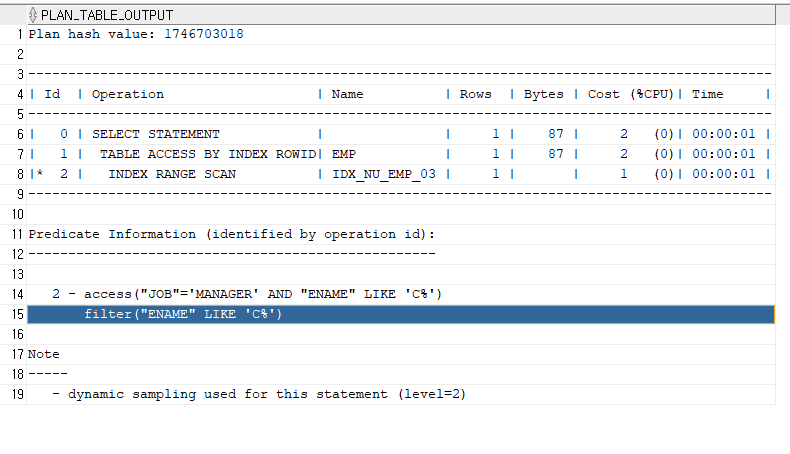 PLAN_TABLE_OUTPUT
1 Plan hash value: 1746703018
2
3 --------------------------------------------------------------------------------------------
4 | Id  | Operation                   | Name          | Rows  | Bytes | Cost (%CPU)| Time     |
5 --------------------------------------------------------------------------------------------
6 |   0 | SELECT STATEMENT            |               |     1 |    87 |     2   (0)| 00:00:01 |
7 |   1 |  TABLE ACCESS BY INDEX ROWID| EMP           |     1 |    87 |     2   (0)| 00:00:01 |
8 |*  2 |   INDEX RANGE SCAN          | IDX_NU_EMP_03 |     1 |       |     1   (0)| 00:00:01 |
9 --------------------------------------------------------------------------------------------
10
11 Predicate Information (identified by operation id):
12 ---------------------------------------------------
13
14    2 - access("JOB"='MANAGER' AND "ENAME" LIKE 'C%')
15        filter("ENAME" LIKE 'C%')
16
17 Note
18 -----
19    - dynamic sampling used for this statement (level=2)